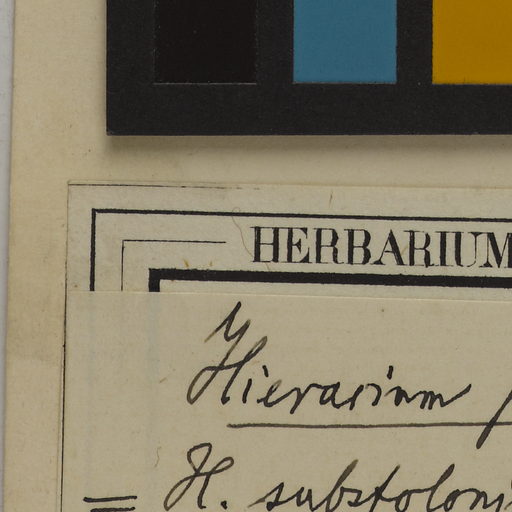 HERBARIUM
Hieracium
= H. substoloni